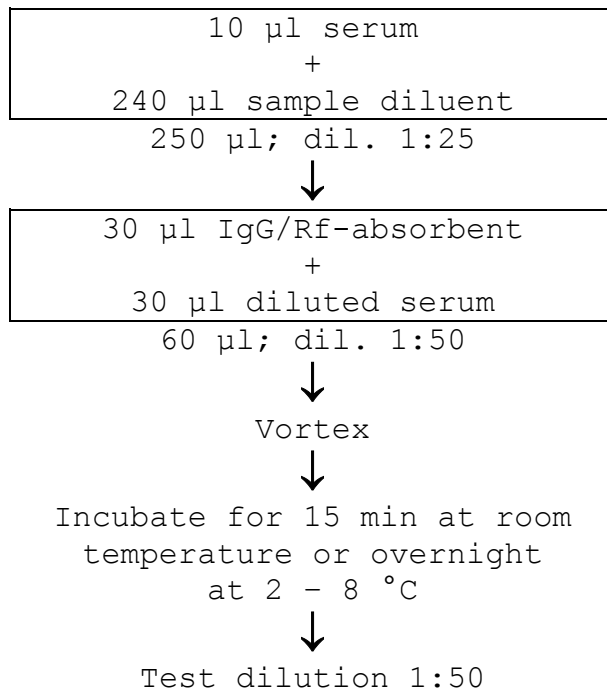 10 µl serum
+
240 µl sample diluent
250 µl; dil. 1:25
30 µl IgG/Rf-absorbent
+
30 µl diluted serum
60 µl; dil. 1:50
Vortex
Incubate for 15 min at room
temperature or overnight
at 2 – 8 °C
Test dilution 1:50